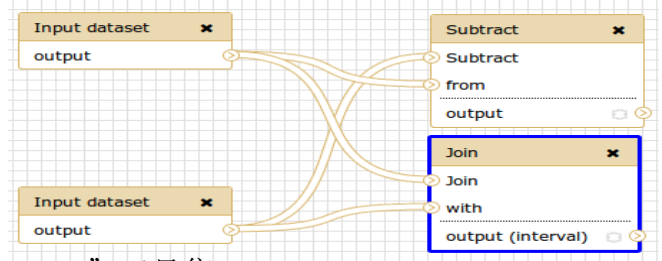 Input dataset
output
Subtract
Subtract
from
output
Join
Join
with
output (interval)
Input dataset
output